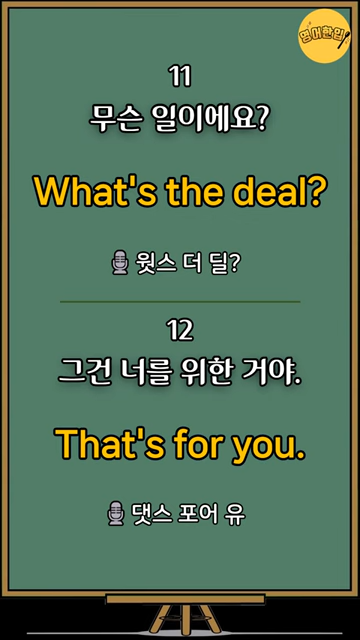 영어한입
11
무슨 일이에요?
What's the deal?
웟스 더 딜?
12
그건 너를 위한 거야.
That's for you.
댓스 포어 유